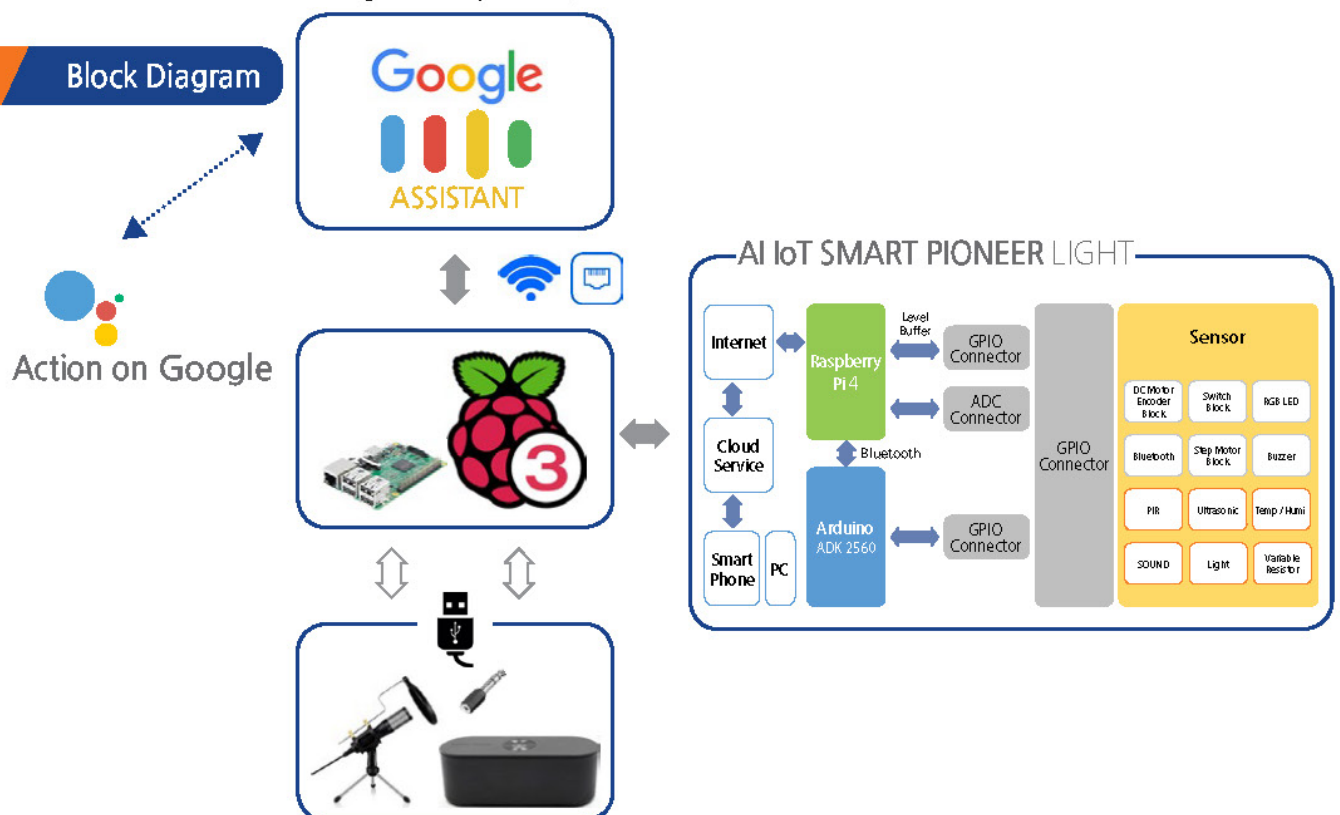 Block Diagram
Google
ASSISTANT
Action on Google
3
AI IoT SMART PIONEER LIGHT
Internet
Cloud
Service
Smart
Phone
PC
Raspberry
Pi 4
Bluetooth
Arduino
ADK 2560
Level
Buffer
GPIO
Connector
ADC
Connector
GPIO
Connector
GPIO
Connector
Sensor
DC Motor
Encoder
Block
Switch
Block
RGB LED
Bluetooth
Step Motor
Block
Buzzer
PIR
Ultrasonic
Temp / Humi
SOUND
Light
Variable
Resistor